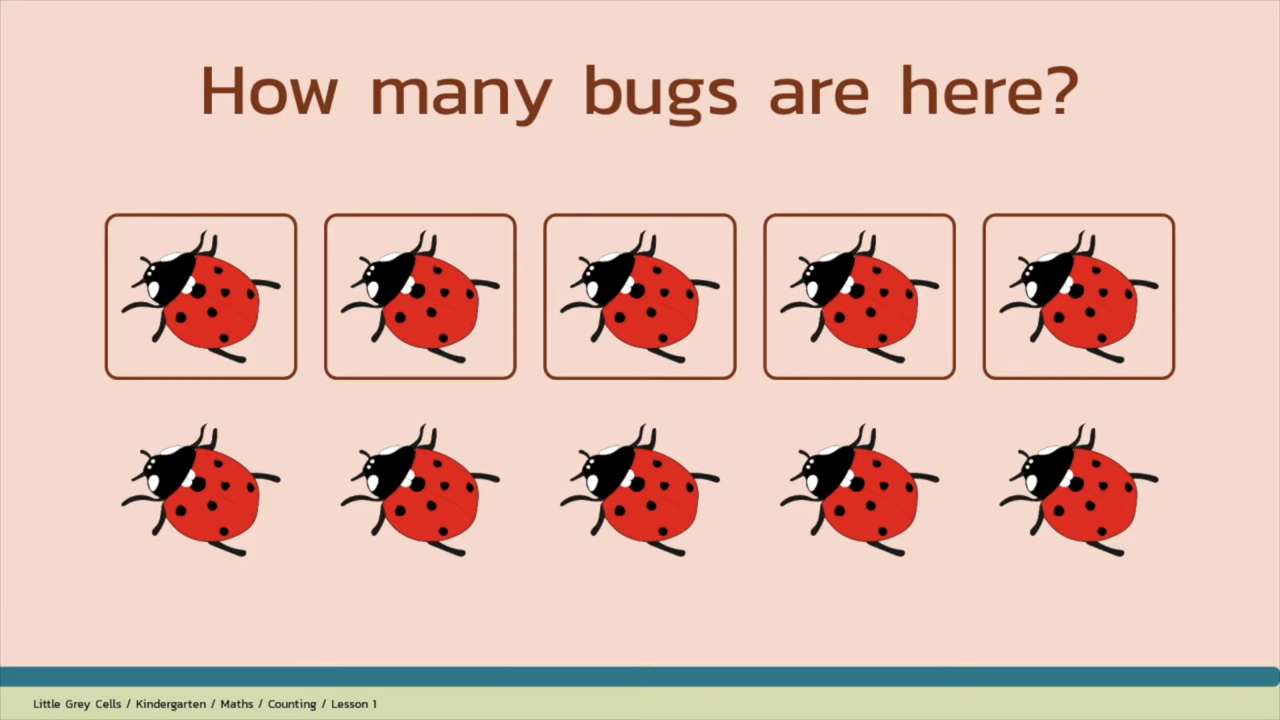 How many bugs are here?
Little Grey Cells / Kindergarten / Maths / Counting / Lesson 1